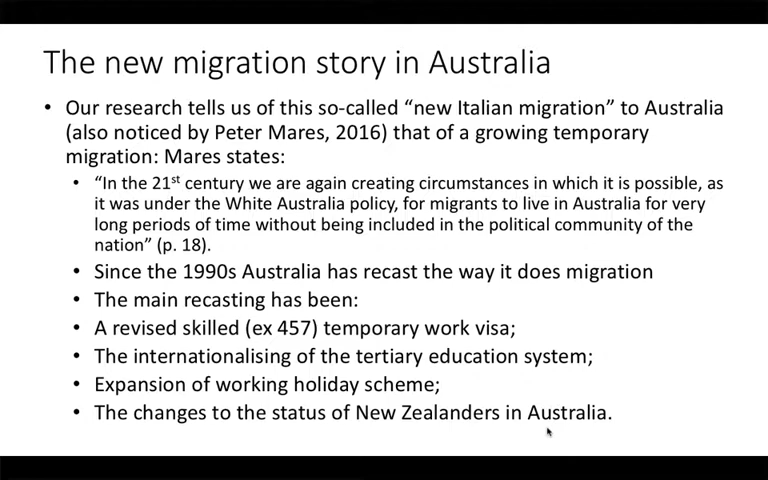 The new migration story in Australia
• Our research tells us of this so-called “new Italian migration” to Australia
(also noticed by Peter Mares, 2016) that of a growing temporary
migration: Mares states:
• “In the 21st century we are again creating circumstances in which it is possible, as
it was under the White Australia policy, for migrants to live in Australia for very
long periods of time without being included in the political community of the
nation” (p. 18).
• Since the 1990s Australia has recast the way it does migration
• The main recasting has been:
• A revised skilled (ex 457) temporary work visa;
• The internationalising of the tertiary education system;
• Expansion of working holiday scheme;
• The changes to the status of New Zealanders in Australia.